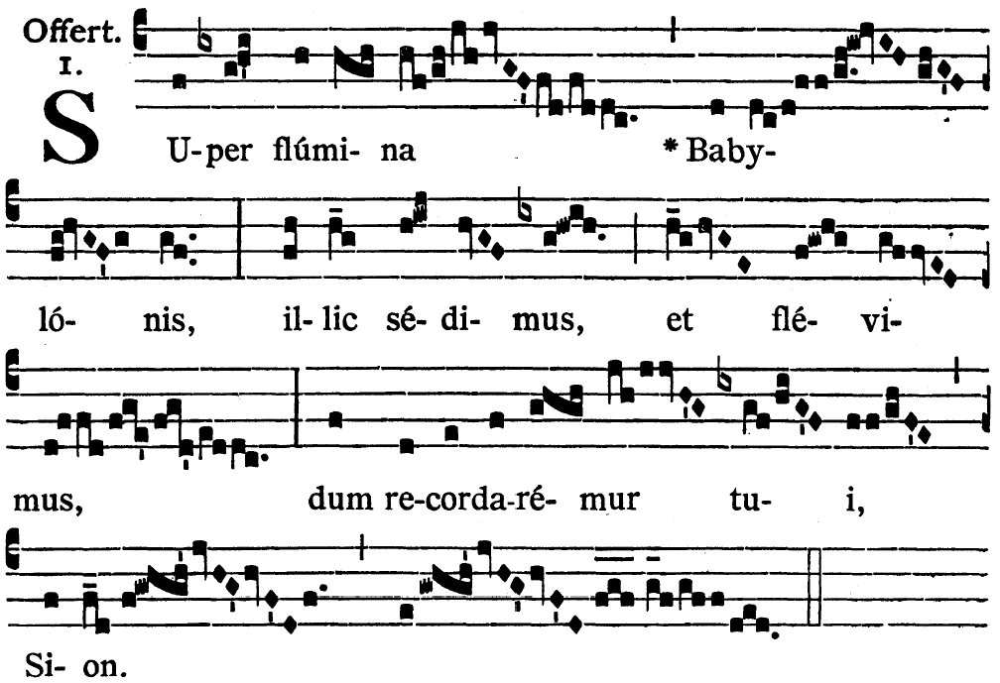 Offert.
I.
SU-per flúmi- na * Baby-
ló- nis, il- lic sé- di- mus, et flé- vi-
mus, dum re-corda-ré- mur tu- i,
Si- on.